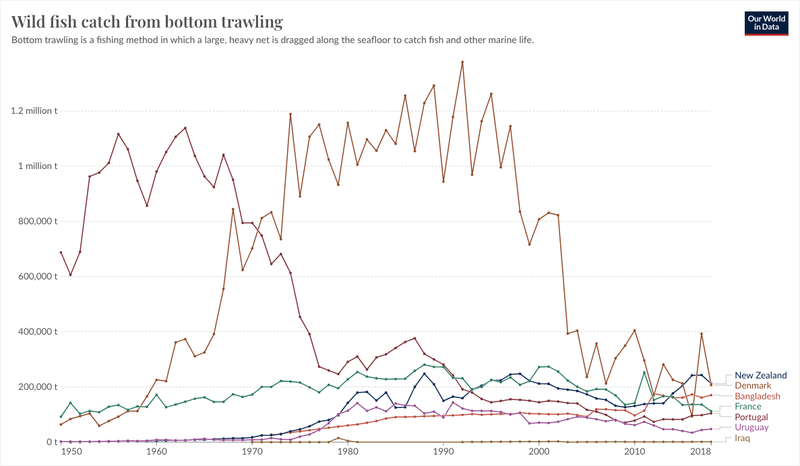 Wild fish catch from bottom trawling
Our World
in Data
Bottom trawling is a fishing method in which a large, heavy net is dragged along the seafloor to catch fish and other marine life.
1.2 million t
1 million t
800,000 t
600,000 t
400,000 t
200,000 t
0 t
1950 1960 1970 1980 1990 2000 2010 2018
New Zealand
Denmark
Bangladesh
France
Portugal
Uruguay
Iraq